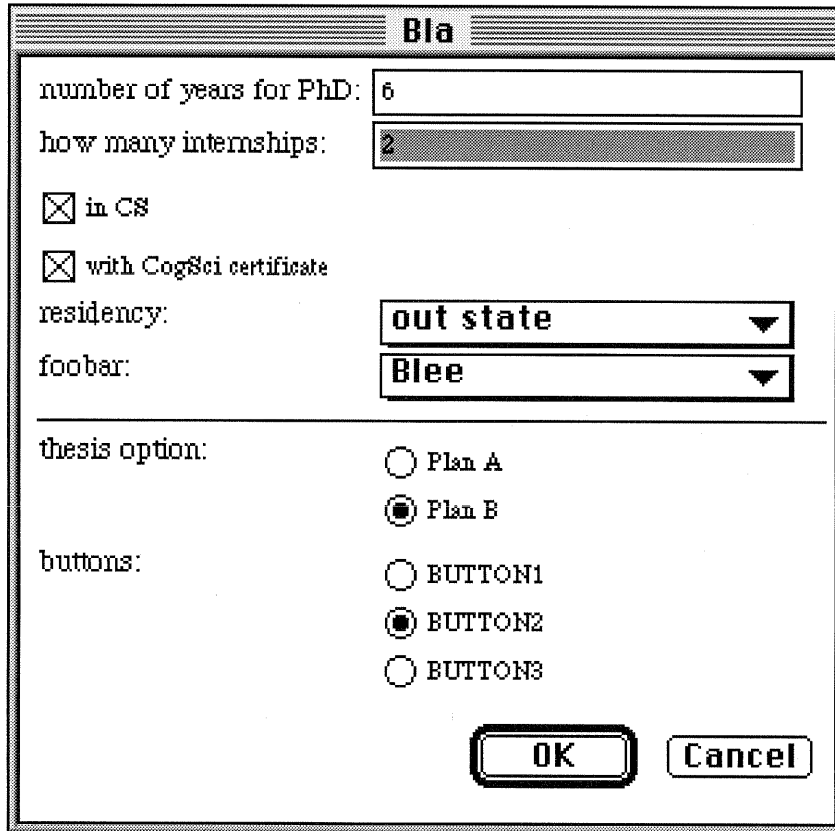 Bla
number of years for PhD: 6
how many internships: 2
in CS
with CogSci certificate
residency: out state
foobar: Blee
thesis option:
Plan A
Plan B
buttons:
BUTTON1
BUTTON2
BUTTON3
OK Cancel